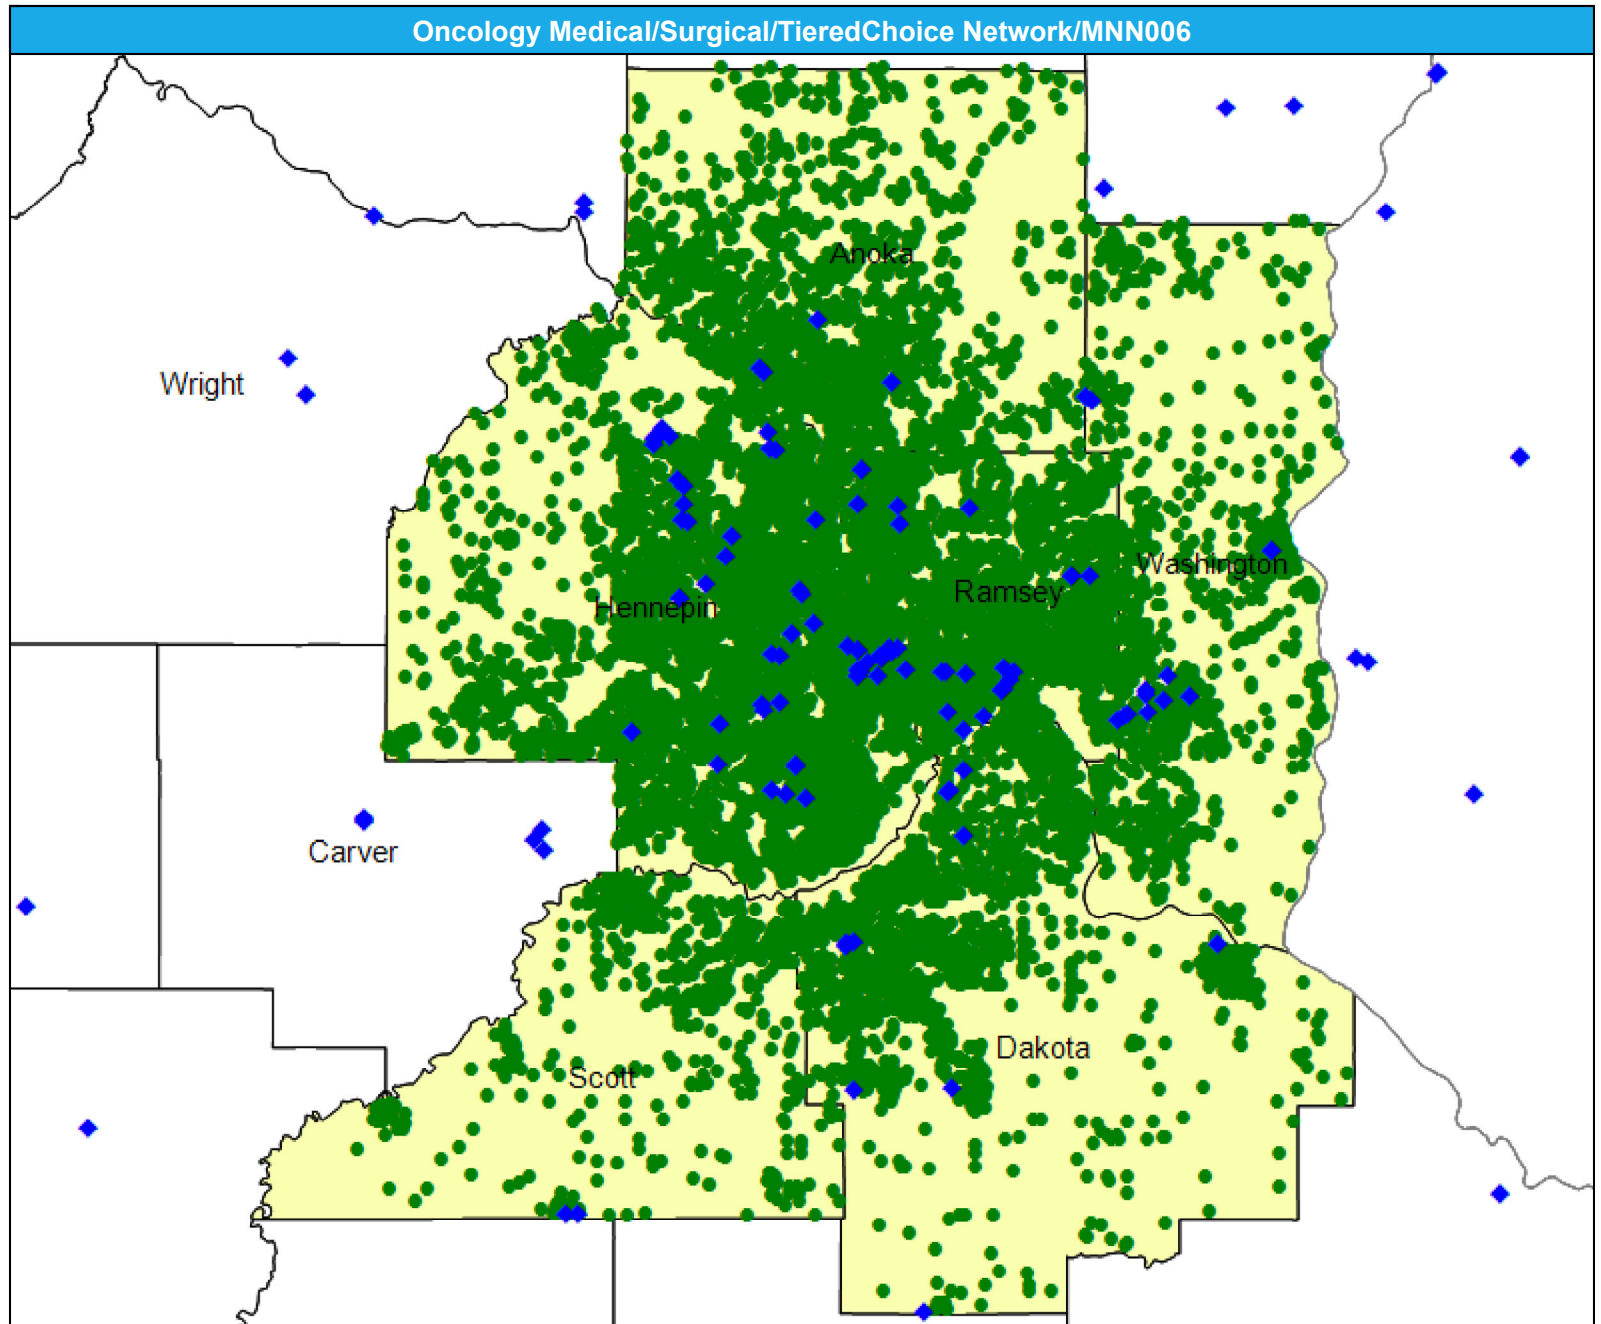 Oncology Medical/Surgical/TieredChoice Network/MNN006
Anoka
Wright
Washington
Ramsey
Hennepin
Carver
Dakota
Scott